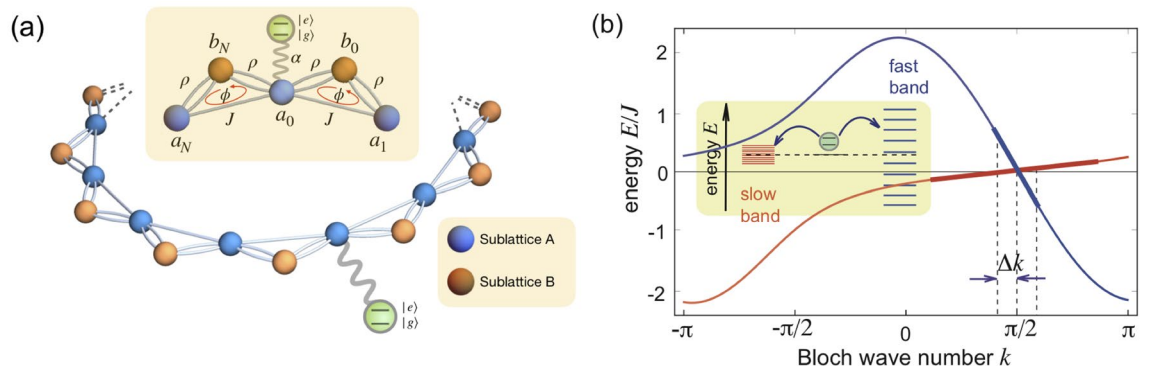 (a)
|e⟩
|g⟩
b_N
b_0
α
ρ
ρ
ρ
ρ
ϕ
ϕ
J
J
a_N
a_0
a_1
Sublattice A
Sublattice B
|e⟩
|g⟩
(b)
energy E/J
2
1
0
-1
-2
fast
band
energy E
slow
band
Δk
-π
-π/2
0
π/2
π
Bloch wave number k